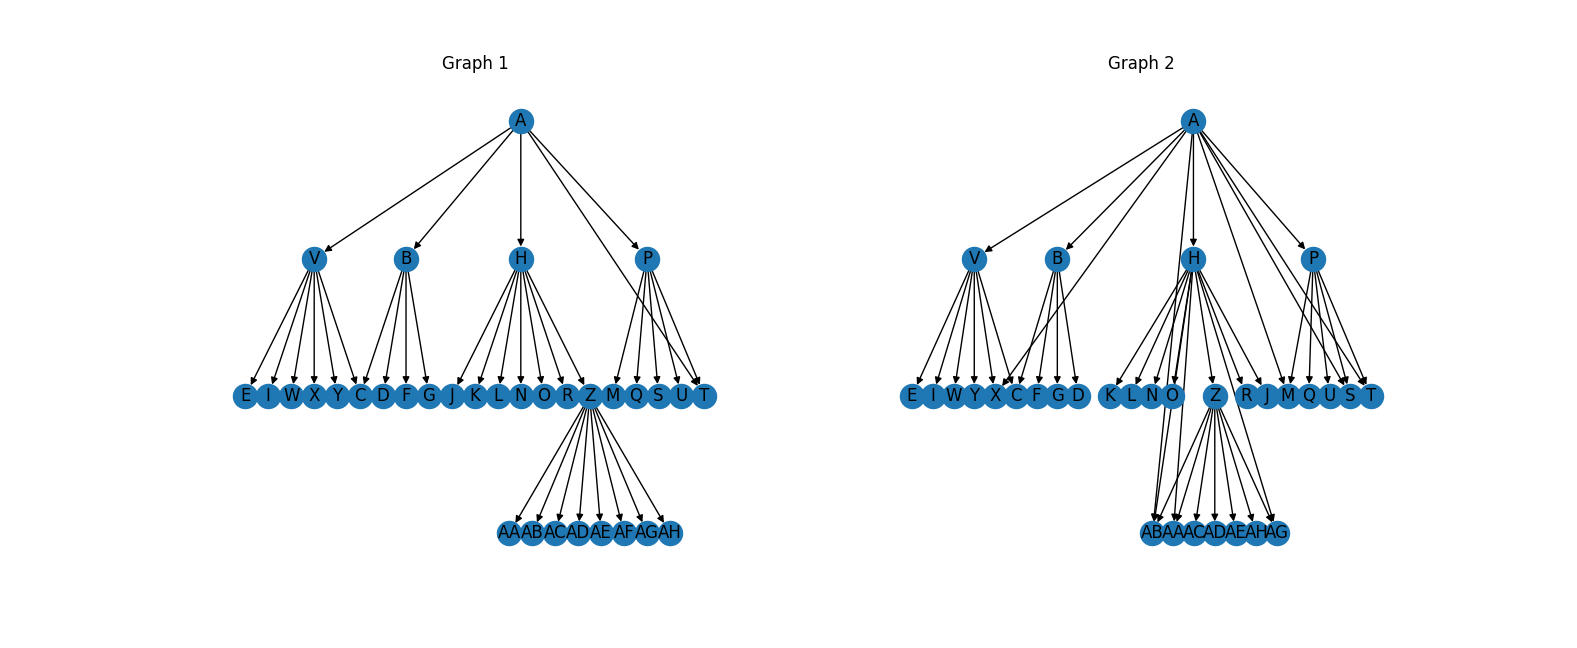 Graph 1 Graph 2
A A
V B H P V B H P
E I W X Y C D F G J K L N O R Z M Q S U T E I W Y X C F G D K L N O Z R J M Q U S T
AA AB AC AD AE AF AG AH AB AA AC AD AE AH AG